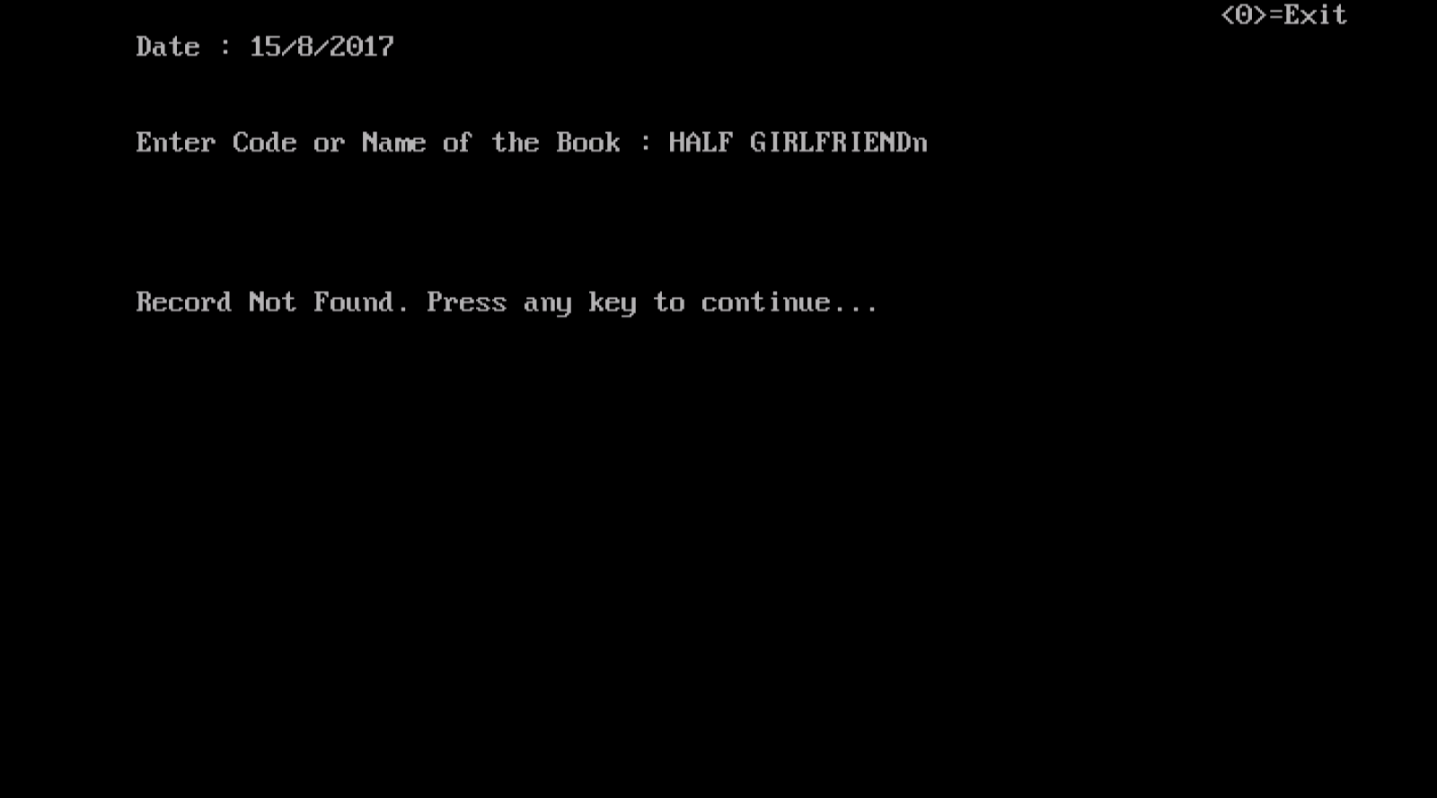 <0>=Exit
Date : 15/8/2017
Enter Code or Name of the Book : HALF GIRLFRIENDn
Record Not Found. Press any key to continue...